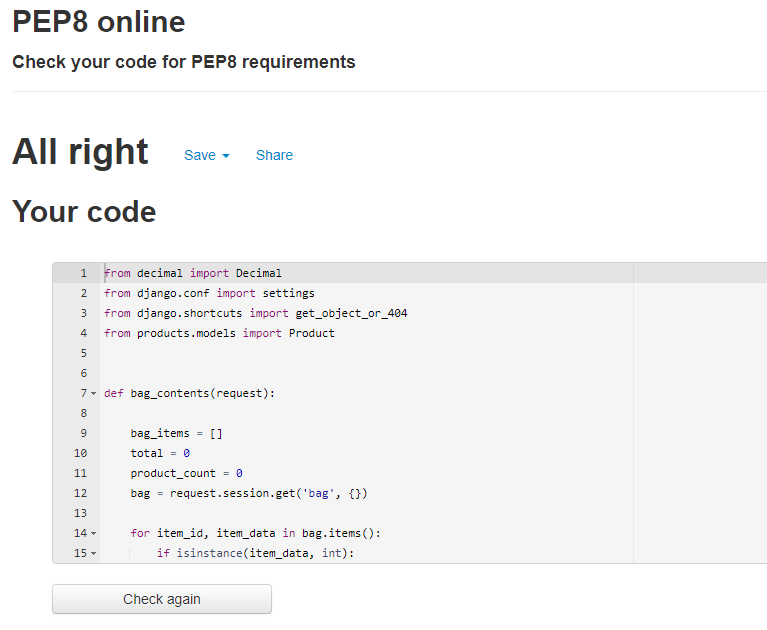 PEP8 online
Check your code for PEP8 requirements
All right Save Share
Your code
1 from decimal import Decimal
2 from django.conf import settings
3 from django.shortcuts import get_object_or_404
4 from products.models import Product
5
6
7 def bag_contents(request):
8
9 bag_items = []
10 total = 0
11 product_count = 0
12 bag = request.session.get('bag', {})
13
14 for item_id, item_data in bag.items():
15 if isinstance(item_data, int):
Check again